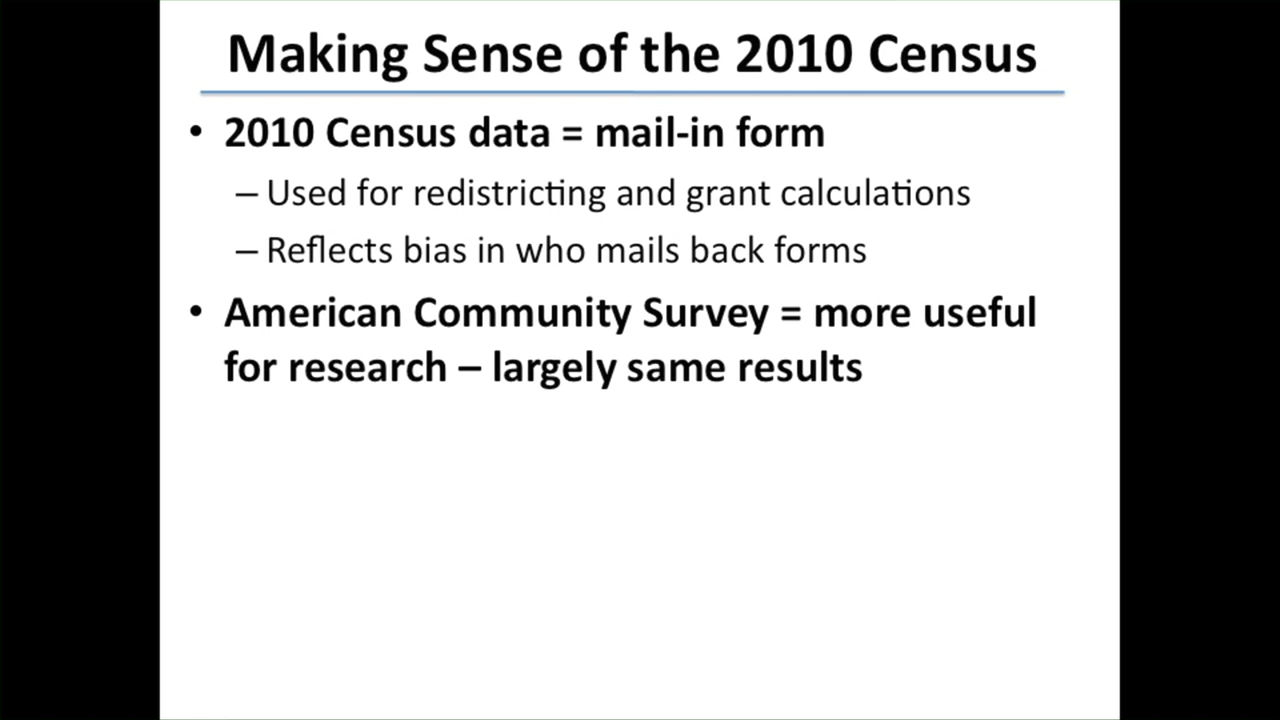 Making Sense of the 2010 Census
• 2010 Census data = mail-in form
– Used for redistricting and grant calculations
– Reflects bias in who mails back forms
• American Community Survey = more useful
for research – largely same results